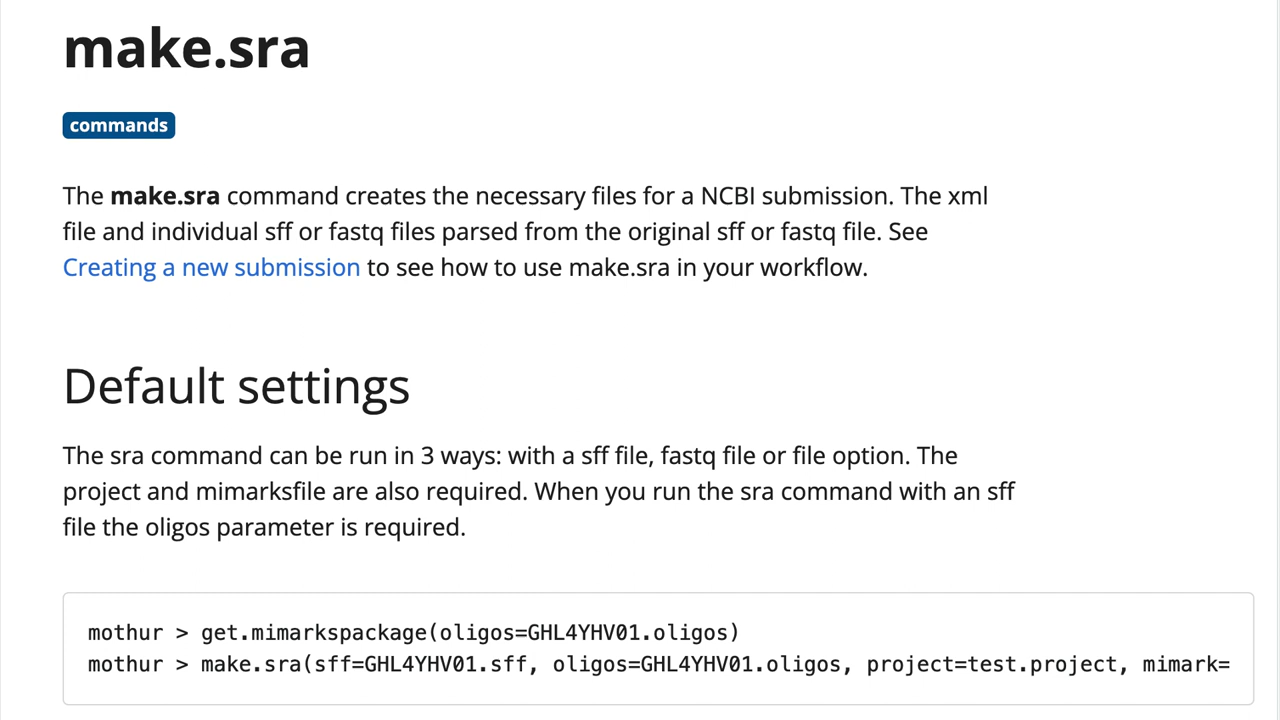 make.sra
commands
The make.sra command creates the necessary files for a NCBI submission. The xml
file and individual sff or fastq files parsed from the original sff or fastq file. See
Creating a new submission to see how to use make.sra in your workflow.
Default settings
The sra command can be run in 3 ways: with a sff file, fastq file or file option. The
project and mimarksfile are also required. When you run the sra command with an sff
file the oligos parameter is required.
mothur > get.mimarkspackage(oligos=GHL4YHV01.oligos)
mothur > make.sra(sff=GHL4YHV01.sff, oligos=GHL4YHV01.oligos, project=test.project, mimark=